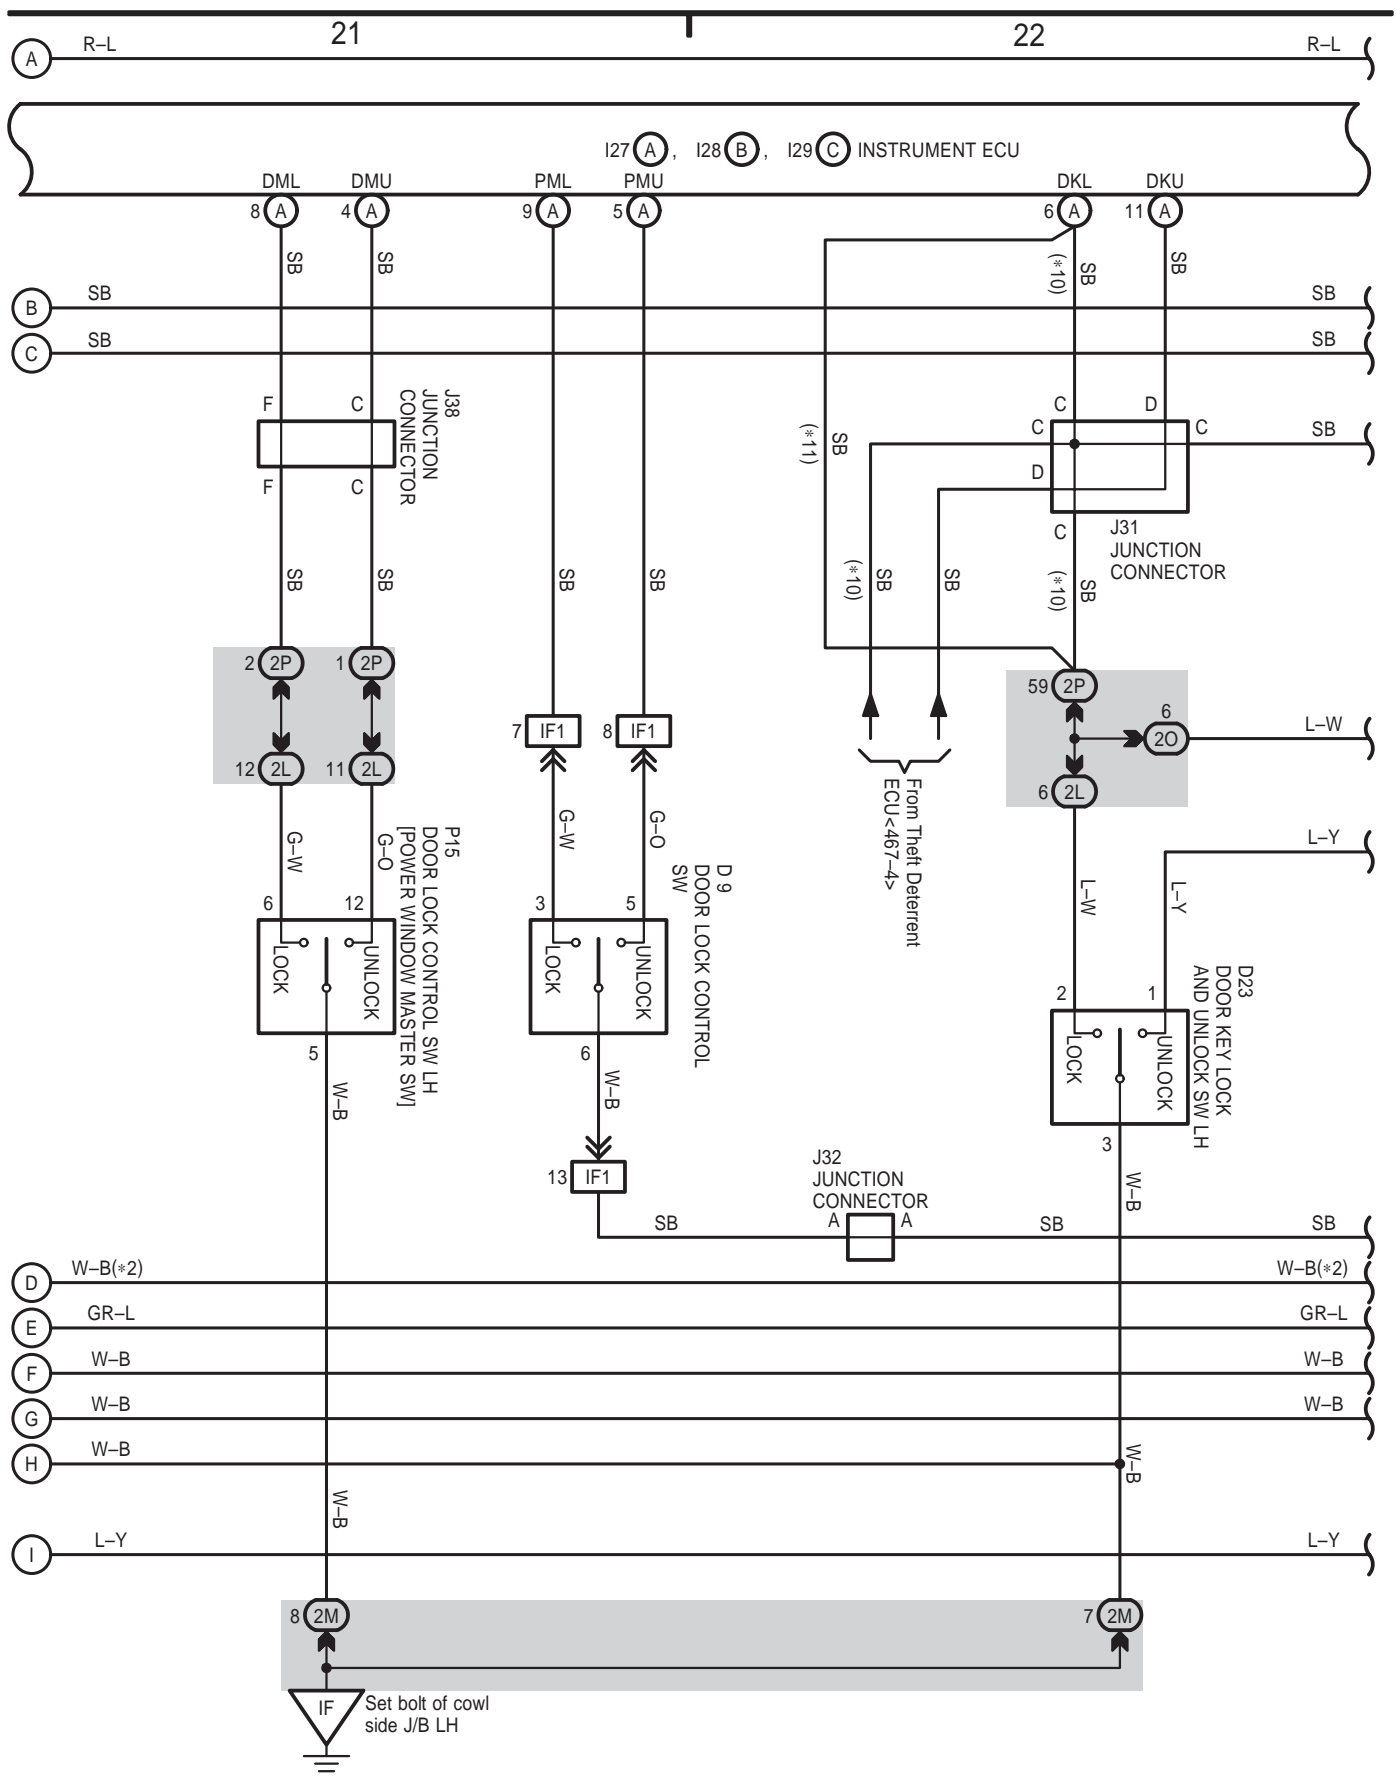 21
22
A
R–L
R–L
I27 A , I28 B , I29 C INSTRUMENT ECU
DML
DMU
PML
PMU
DKL
DKU
8 A
4 A
9 A
5 A
6 A
11 A
SB
SB
(*10)
SB
SB
B
SB
SB
C
SB
SB
F
C
J38
JUNCTION
CONNECTOR
F
C
(*11)
SB
C
D
C
C
SB
D
C
J31
JUNCTION
CONNECTOR
SB
SB
SB
SB
(*10)
SB
SB
(*10)
SB
2 2P
1 2P
12 2L
11 2L
7 IF1
8 IF1
59 2P
6
2O
L–W
6 2L
From Theft Deterrent
ECU<467–4>
G–W
G–O
G–W
G–O
L–W
L–Y
L–Y
P15
DOOR LOCK CONTROL SW LH
[POWER WINDOW MASTER SW]
6
12
LOCK
UNLOCK
5
W–B
D 9
DOOR LOCK CONTROL
SW
3
5
LOCK
UNLOCK
6
W–B
13 IF1
D23
DOOR KEY LOCK
AND UNLOCK SW LH
2
1
LOCK
UNLOCK
3
W–B
J32
JUNCTION
CONNECTOR
SB
A
A
SB
SB
D
W–B(*2)
W–B(*2)
E
GR–L
GR–L
F
W–B
W–B
G
W–B
W–B
H
W–B
W–B
W–B
I
L–Y
L–Y
8 2M
7 2M
IF
Set bolt of cowl
side J/B LH